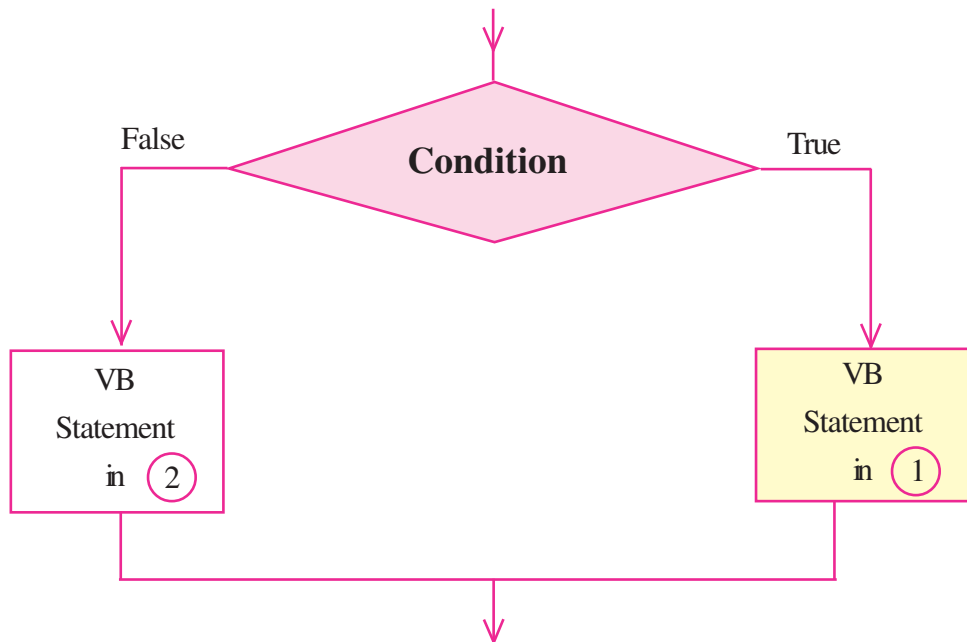 False
Condition
True
VB
Statement
in 2
VB
Statement
in 1